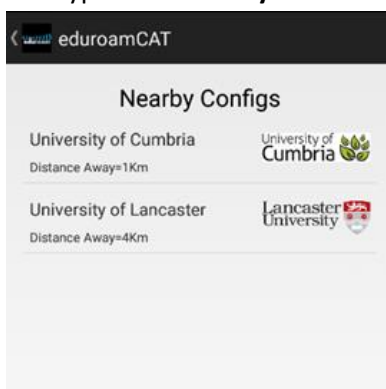 eduroamCAT
Nearby Configs
University of Cumbria
University of
Cumbria
Distance Away=1Km
University of Lancaster
Lancaster
University
Distance Away=4Km